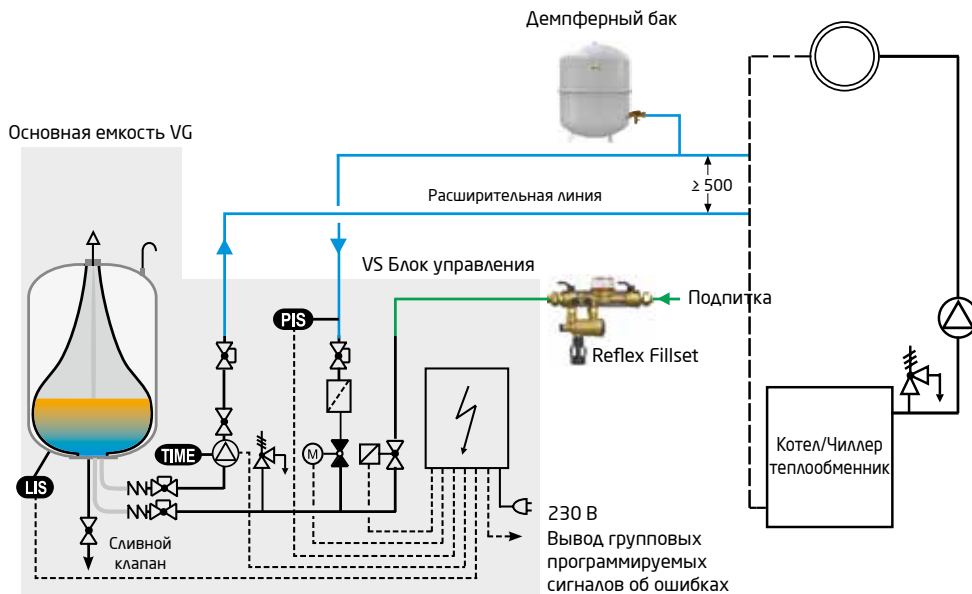 Демпферный бак
Основная емкость VG
≥ 500
Расширительная линия
VS Блок управления
PIS
Подпитка
Reflex Fillset
TIME
M
LIS
Котел/Чиллер
теплообменник
Сливной
клапан
230 В
Вывод групповых
программируемых
сигналов об ошибках